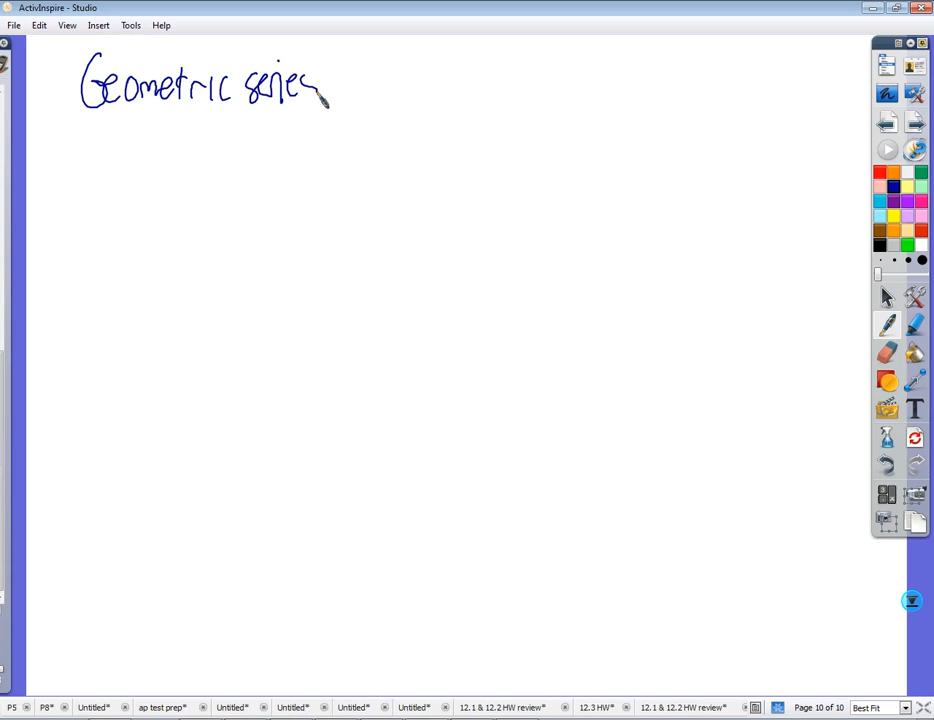 ActivInspire - Studio
File Edit View Insert Tools Help
Geometric series
T
P5 P8* Untitled* ap test prep* Untitled* Untitled* Untitled* Untitled* 12.1 & 12.2 HW review* 12.3 HW* 12.1 & 12.2 HW review* Page 10 of 10 Best Fit